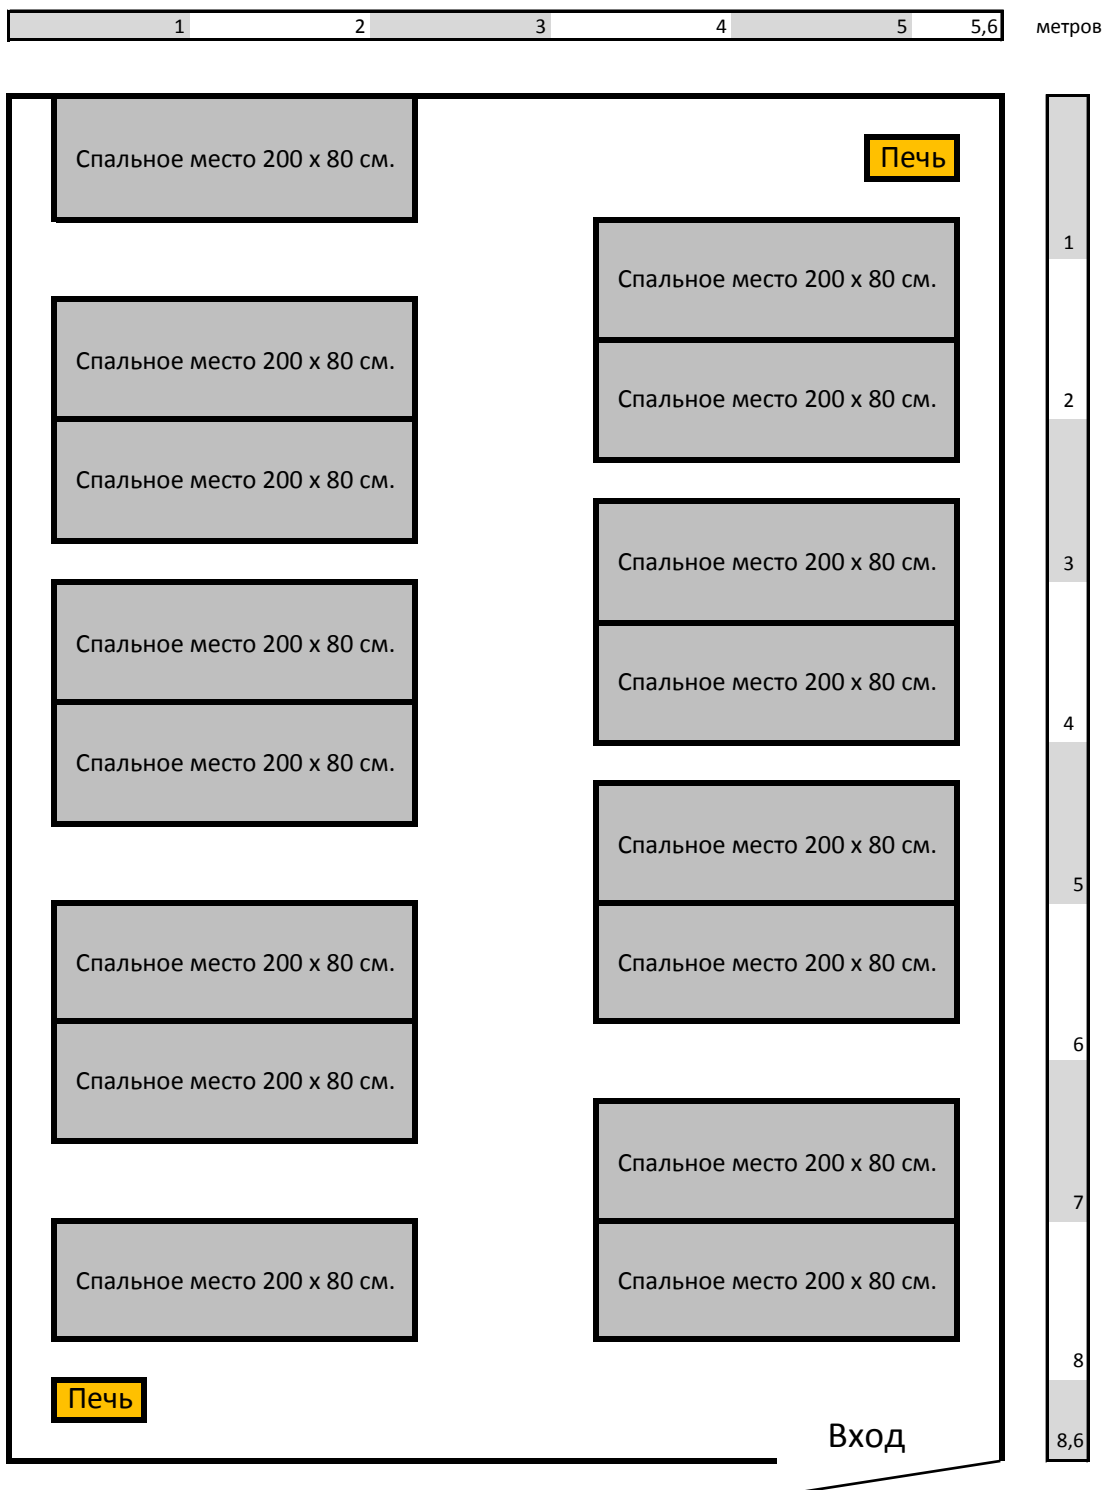 1 2 3 4 5 5,6 метров
Спальное место 200 х 80 см.
Печь
1
Спальное место 200 х 80 см.
Спальное место 200 х 80 см.
Спальное место 200 х 80 см.
2
Спальное место 200 х 80 см.
Спальное место 200 х 80 см.
3
Спальное место 200 х 80 см.
Спальное место 200 х 80 см.
4
Спальное место 200 х 80 см.
Спальное место 200 х 80 см.
5
Спальное место 200 х 80 см.
Спальное место 200 х 80 см.
6
Спальное место 200 х 80 см.
Спальное место 200 х 80 см.
7
Спальное место 200 х 80 см.
Спальное место 200 х 80 см.
8
Печь
Вход
8,6